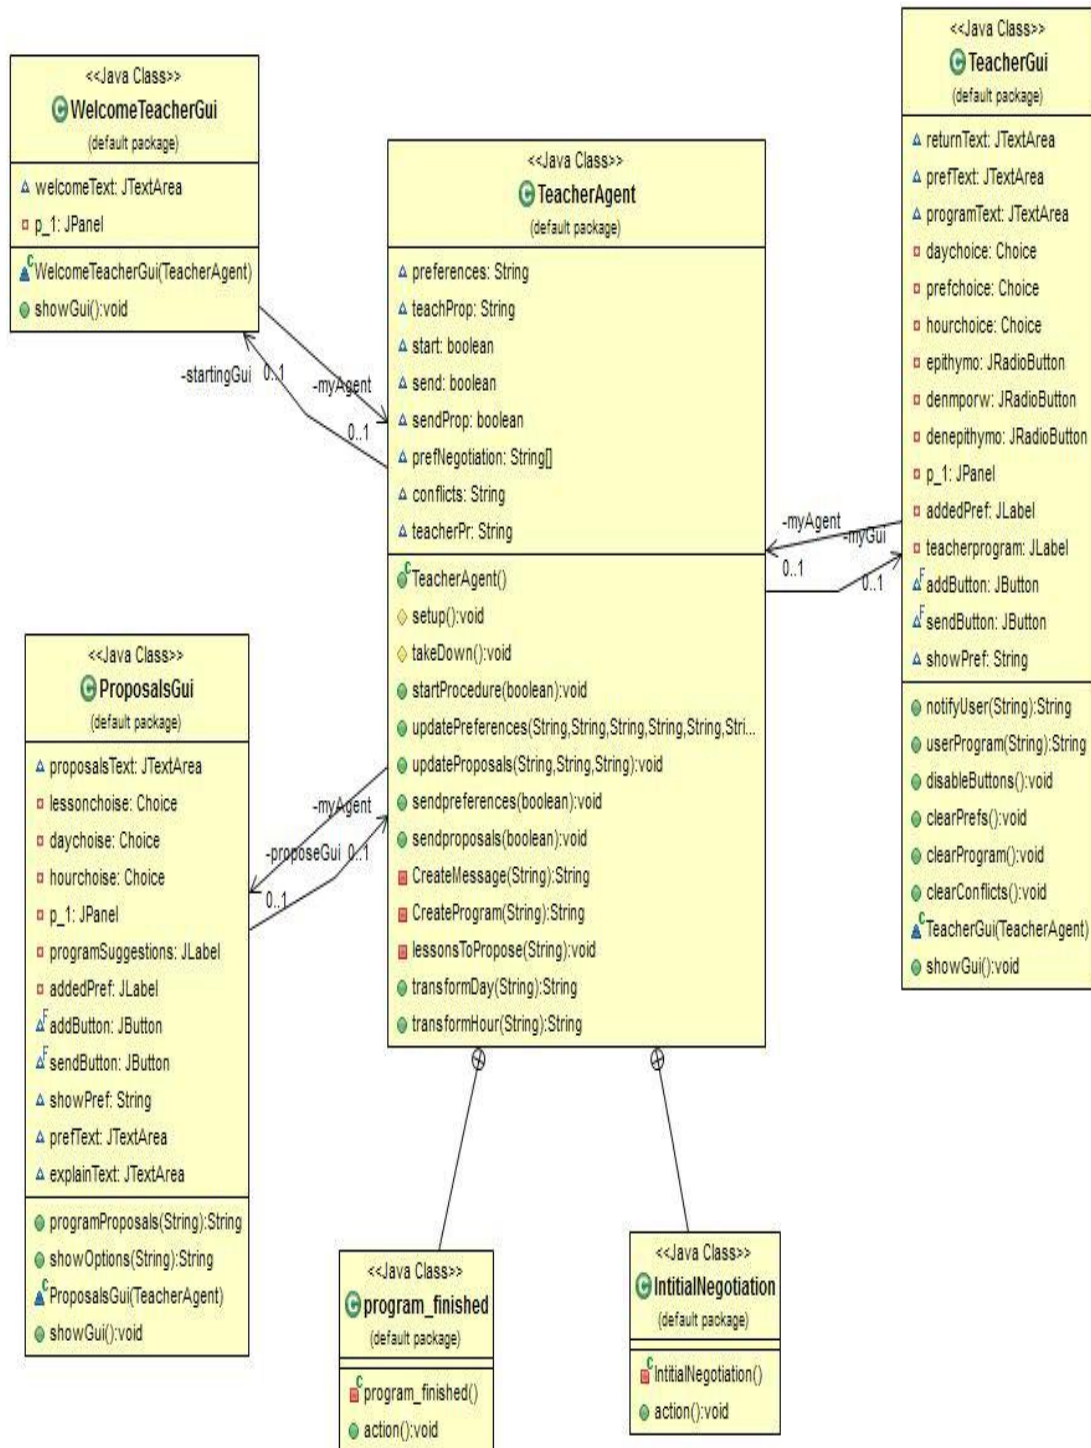 <<Java Class>>
WelcomeTeacherGui
(default package)
welcomeText: JTextArea
p_1: JPanel
WelcomeTeacherGui(TeacherAgent)
showGui():void
<<Java Class>>
TeacherAgent
(default package)
preferences: String
teachProp: String
start: boolean
send: boolean
sendProp: boolean
prefNegotiation: String[]
conflicts: String
teacherPr: String
TeacherAgent()
setup():void
takeDown():void
startProcedure(boolean):void
updatePreferences(String,String,String,String,String,Stri...
updateProposals(String,String,String):void
sendpreferences(boolean):void
sendproposals(boolean):void
CreateMessage(String):String
CreateProgram(String):String
lessonsToPropose(String):void
transformDay(String):String
transformHour(String):String
<<Java Class>>
TeacherGui
(default package)
returnText: JTextArea
prefText: JTextArea
programText: JTextArea
daychoice: Choice
prefchoice: Choice
hourchoice: Choice
epithymo: JRadioButton
denmporw: JRadioButton
denepithymo: JRadioButton
p_1: JPanel
addedPref: JLabel
teacherprogram: JLabel
addButton: JButton
sendButton: JButton
showPref: String
notifyUser(String):String
userProgram(String):String
disableButtons():void
clearPrefs():void
clearProgram():void
clearConflicts():void
TeacherGui(TeacherAgent)
showGui():void
-startingGui 0..1
-myAgent
0..1
-myAgent
-myGui
0..1
0..1
<<Java Class>>
ProposalsGui
(default package)
proposalsText: JTextArea
lessonchoise: Choice
daychoise: Choice
hourchoise: Choice
p_1: JPanel
programSuggestions: JLabel
addedPref: JLabel
addButton: JButton
sendButton: JButton
showPref: String
prefText: JTextArea
explainText: JTextArea
programProposals(String):String
showOptions(String):String
ProposalsGui(TeacherAgent)
showGui():void
-myAgent
-proposeGui 0..1
0..1
<<Java Class>>
program_finished
(default package)
program_finished()
action():void
<<Java Class>>
IntitialNegotiation
(default package)
IntitialNegotiation()
action():void